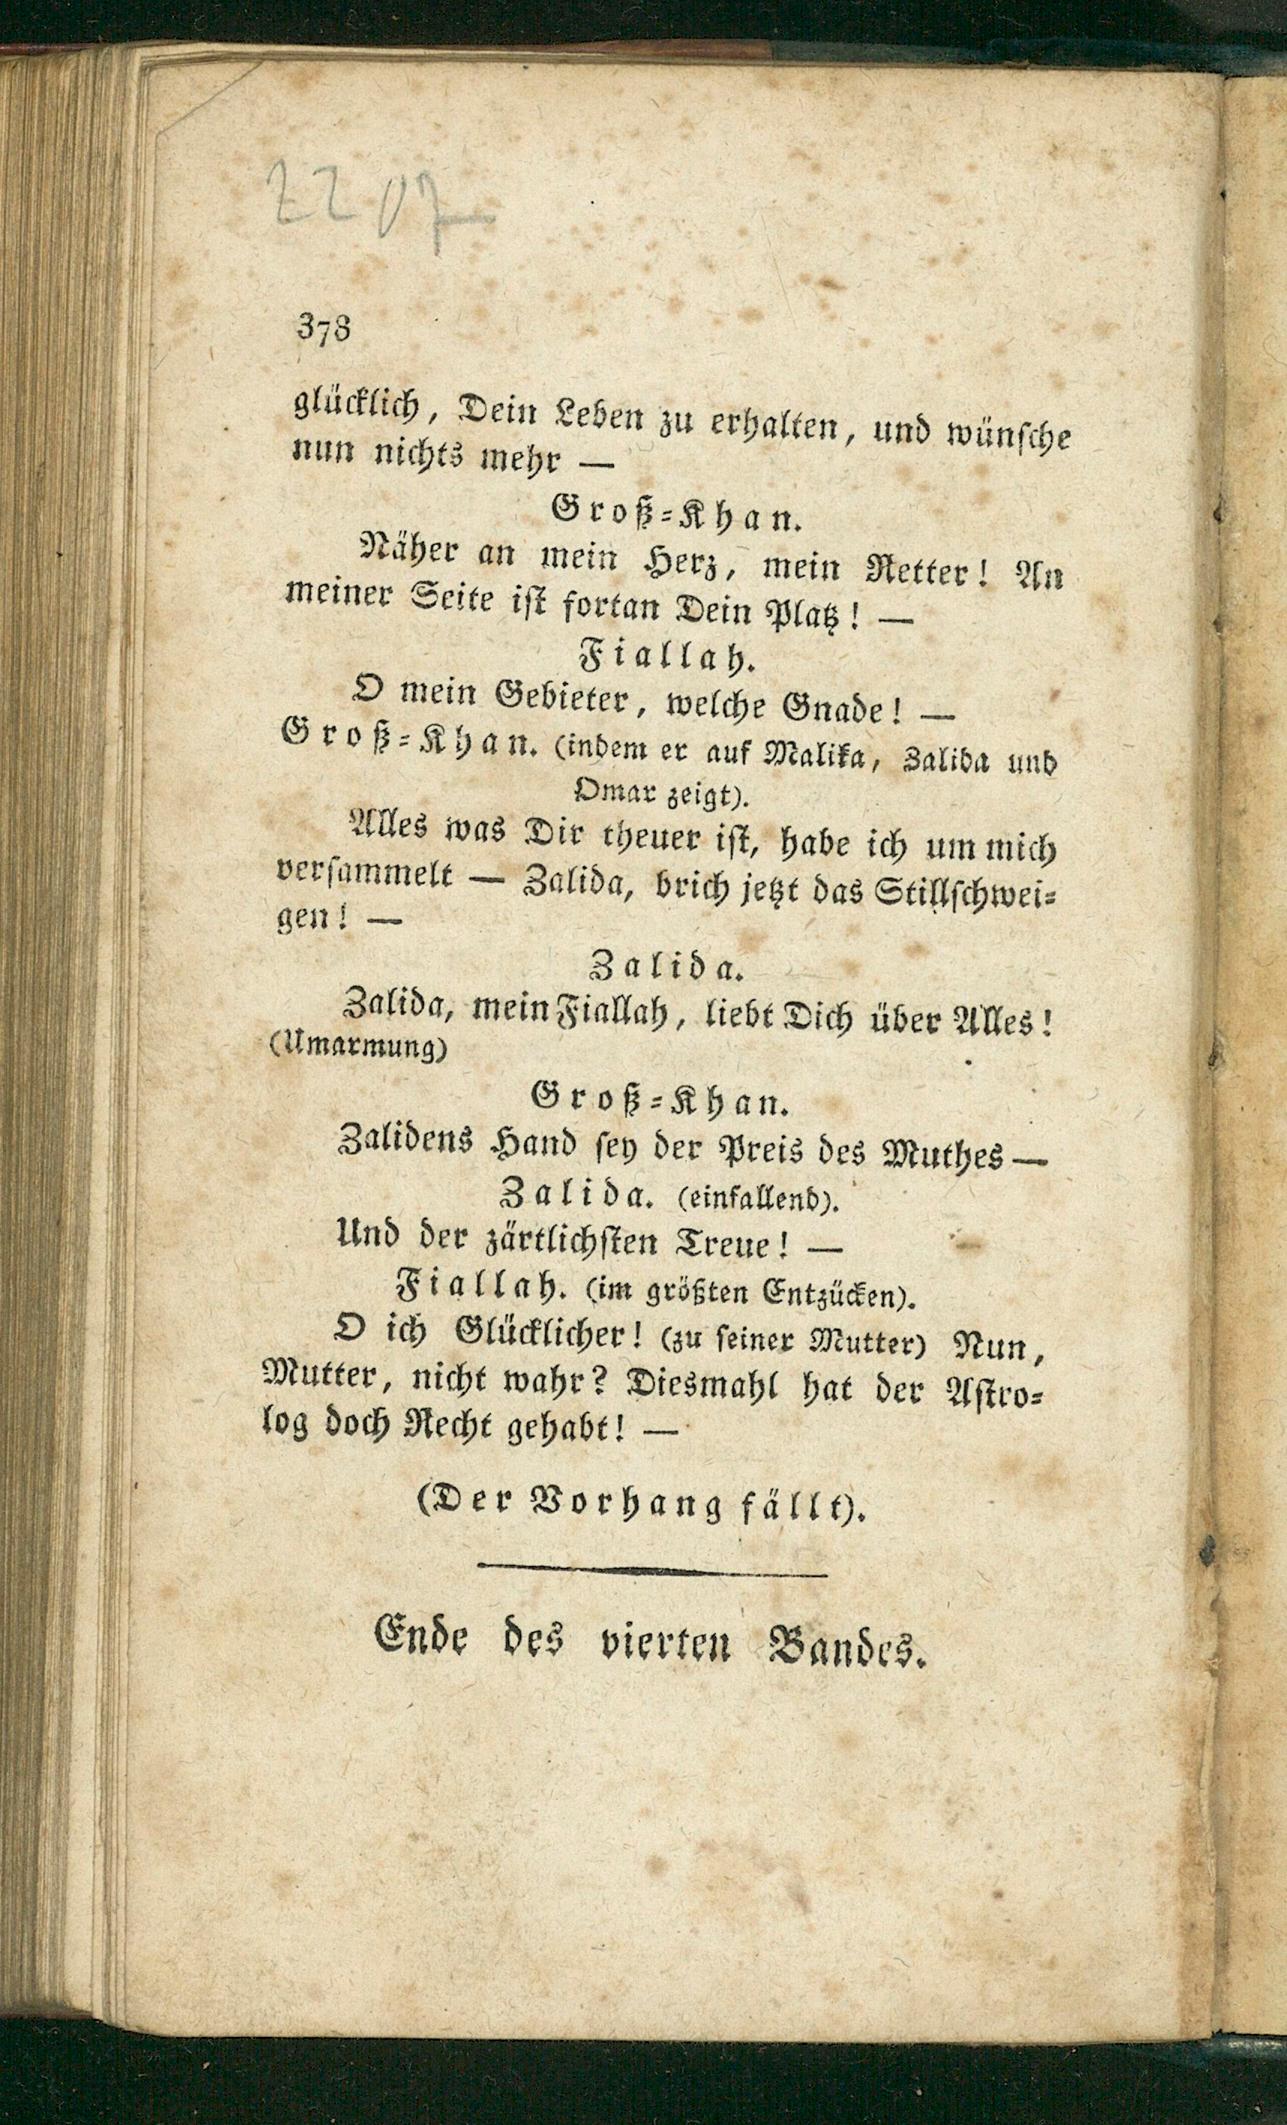 2207
378
glücklich, Dein Leben zu erhalten, und wünsche
nun nichts mehr —
Groß-Khan.
Näher an mein Herz, mein Retter! An
meiner Seite ist fortan Dein Platz! —
Fiallah.
O mein Gebieter, welche Gnade! —
Groß-Khan. (indem er auf Malika, Zalida und
Omar zeigt).
Alles was Dir theuer ist, habe ich um mich
versammelt — Zalida, brich jetzt das Stillschwei-
gen! —
Zalida.
Zalida, mein Fiallah, liebt Dich über Alles!
(Umarmung)
Groß-Khan.
Zalidens Hand sey der Preis des Muthes —
Zalida. (einfallend).
Und der zärtlichsten Treue! —
Fiallah. (im größten Entzücken).
O ich Glücklicher! (zu seiner Mutter) Nun,
Mutter, nicht wahr? Diesmahl hat der Astro-
log doch Recht gehabt! —
(Der Vorhang fällt).
Ende des vierten Bandes.